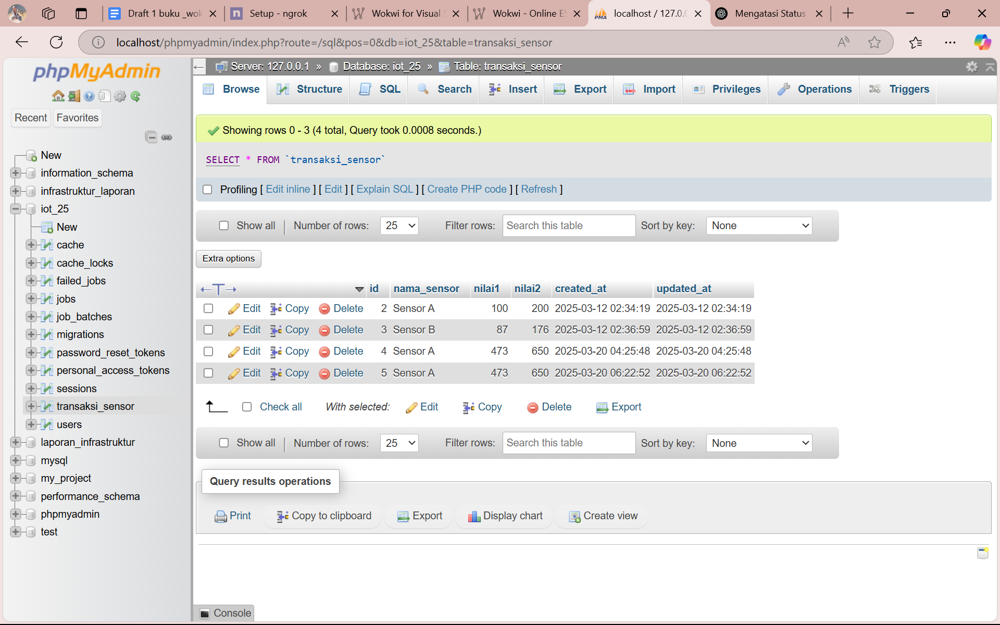 Draft 1 buku _wok
Setup - ngrok
Wokwi for Visual S
Wokwi - Online ES
localhost / 127.0.0
Mengatasi Status
localhost/phpmyadmin/index.php?route=/sql&pos=0&db=iot_25&table=transaksi_sensor
phpMyAdmin
Recent
Favorites
New
information_schema
infrastruktur_laporan
iot_25
New
cache
cache_locks
failed_jobs
jobs
job_batches
migrations
password_reset_tokens
personal_access_tokens
sessions
transaksi_sensor
users
laporan_infrastruktur
mysql
my_project
performance_schema
phpmyadmin
test
Server: 127.0.0.1 » Database: iot_25 » Table: transaksi_sensor
Browse Structure SQL Search Insert Export Import Privileges Operations Triggers
Showing rows 0 - 3 (4 total, Query took 0.0008 seconds.)
SELECT * FROM `transaksi_sensor`
Profiling [ Edit inline ] [ Edit ] [ Explain SQL ] [ Create PHP code ] [ Refresh ]
Show all | Number of rows: 25 Filter rows: Search this table Sort by key: None
Extra options
id nama_sensor nilai1 nilai2 created_at updated_at
Edit Copy Delete 2 Sensor A 100 200 2025-03-12 02:34:19 2025-03-12 02:34:19
Edit Copy Delete 3 Sensor B 87 176 2025-03-12 02:36:59 2025-03-12 02:36:59
Edit Copy Delete 4 Sensor A 473 650 2025-03-20 04:25:48 2025-03-20 04:25:48
Edit Copy Delete 5 Sensor A 473 650 2025-03-20 06:22:52 2025-03-20 06:22:52
Check all With selected: Edit Copy Delete Export
Show all | Number of rows: 25 Filter rows: Search this table Sort by key: None
Query results operations
Print Copy to clipboard Export Display chart Create view
Console